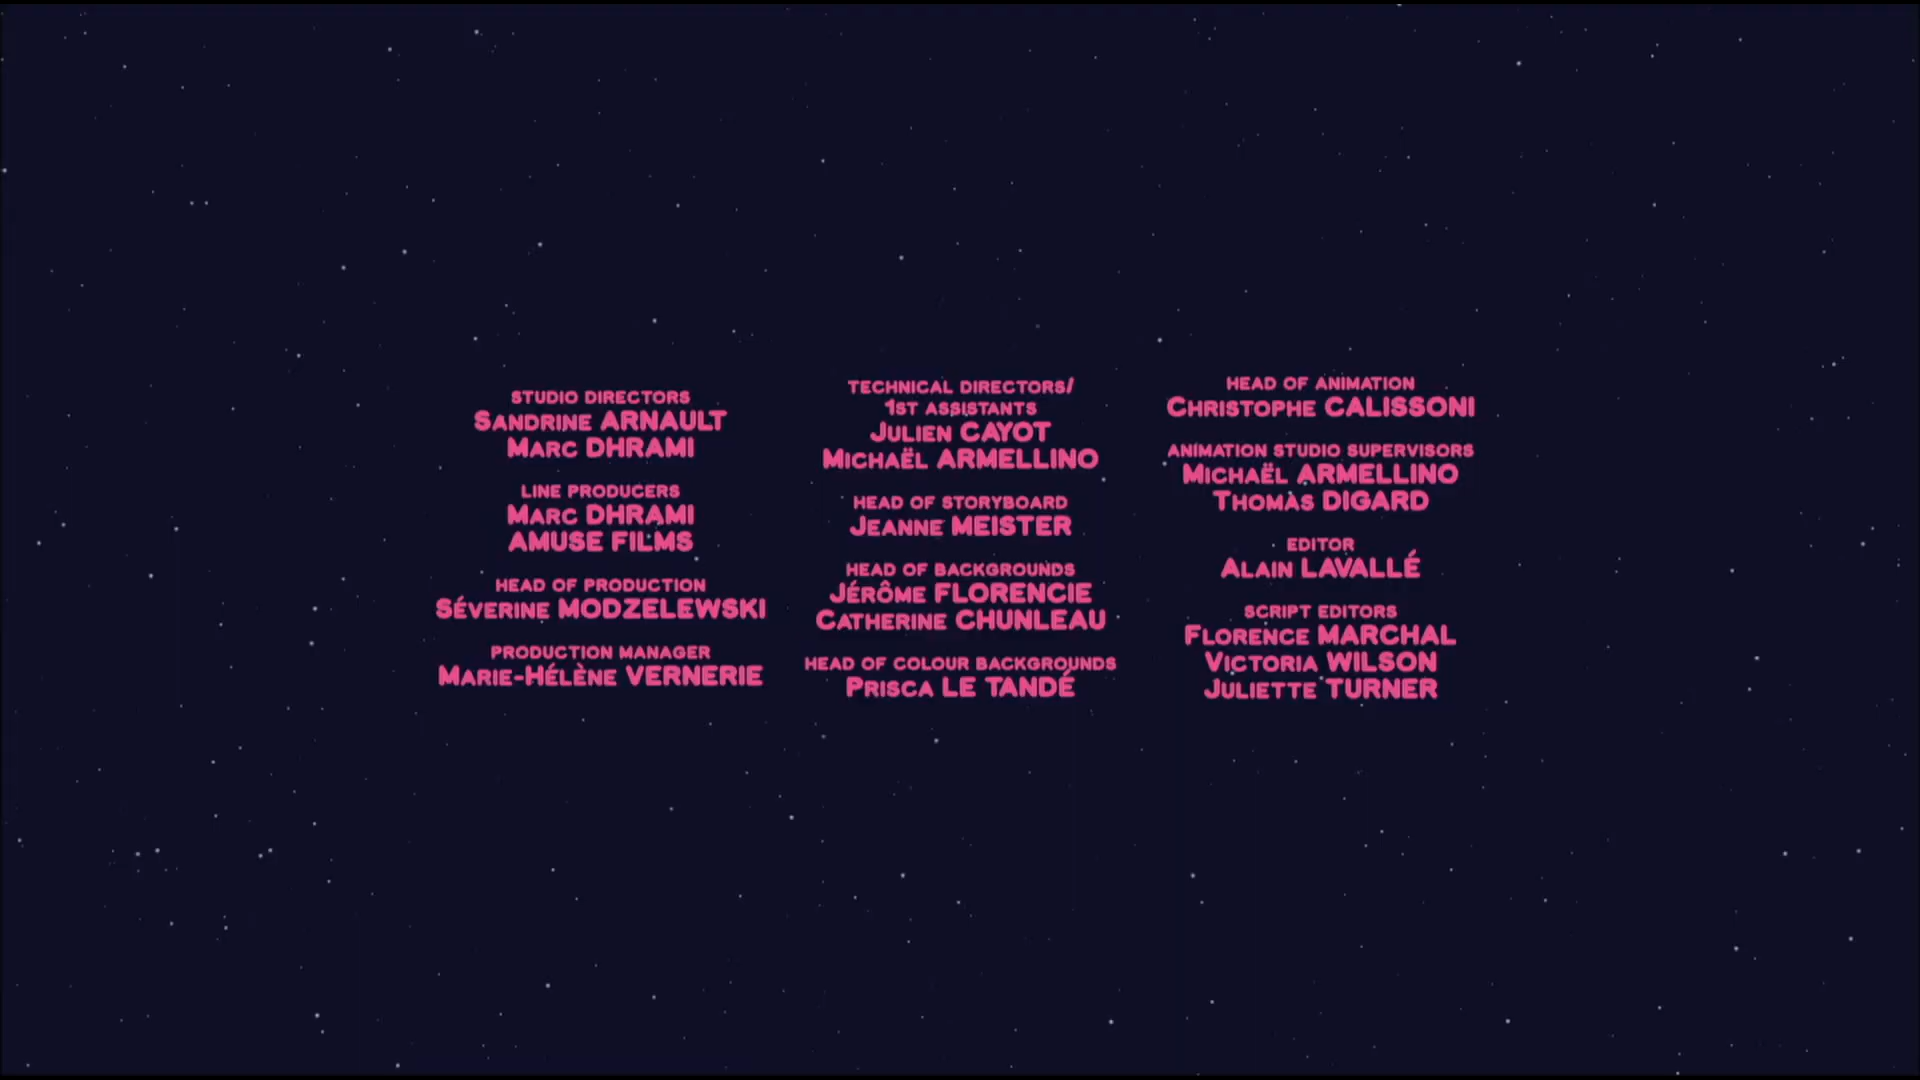 STUDIO DIRECTORS
SANDRINE ARNAULT
MARC DHRAMI
LINE PRODUCERS
MARC DHRAMI
AMUSE FILMS
HEAD OF PRODUCTION
SÉVERINE MODZELEWSKI
PRODUCTION MANAGER
MARIE-HÉLÈNE VERNERIE
TECHNICAL DIRECTORS/
1ST ASSISTANTS
JULIEN CAYOT
MICHAËL ARMELLINO
HEAD OF STORYBOARD
JEANNE MEISTER
HEAD OF BACKGROUNDS
JÉRÔME FLORENCIE
CATHERINE CHUNLEAU
HEAD OF COLOUR BACKGROUNDS
PRISCA LE TANDÉ
HEAD OF ANIMATION
CHRISTOPHE CALISSONI
ANIMATION STUDIO SUPERVISORS
MICHAËL ARMELLINO
THOMAS DIGARD
EDITOR
ALAIN LAVALLÉ
SCRIPT EDITORS
FLORENCE MARCHAL
VICTORIA WILSON
JULIETTE TURNER